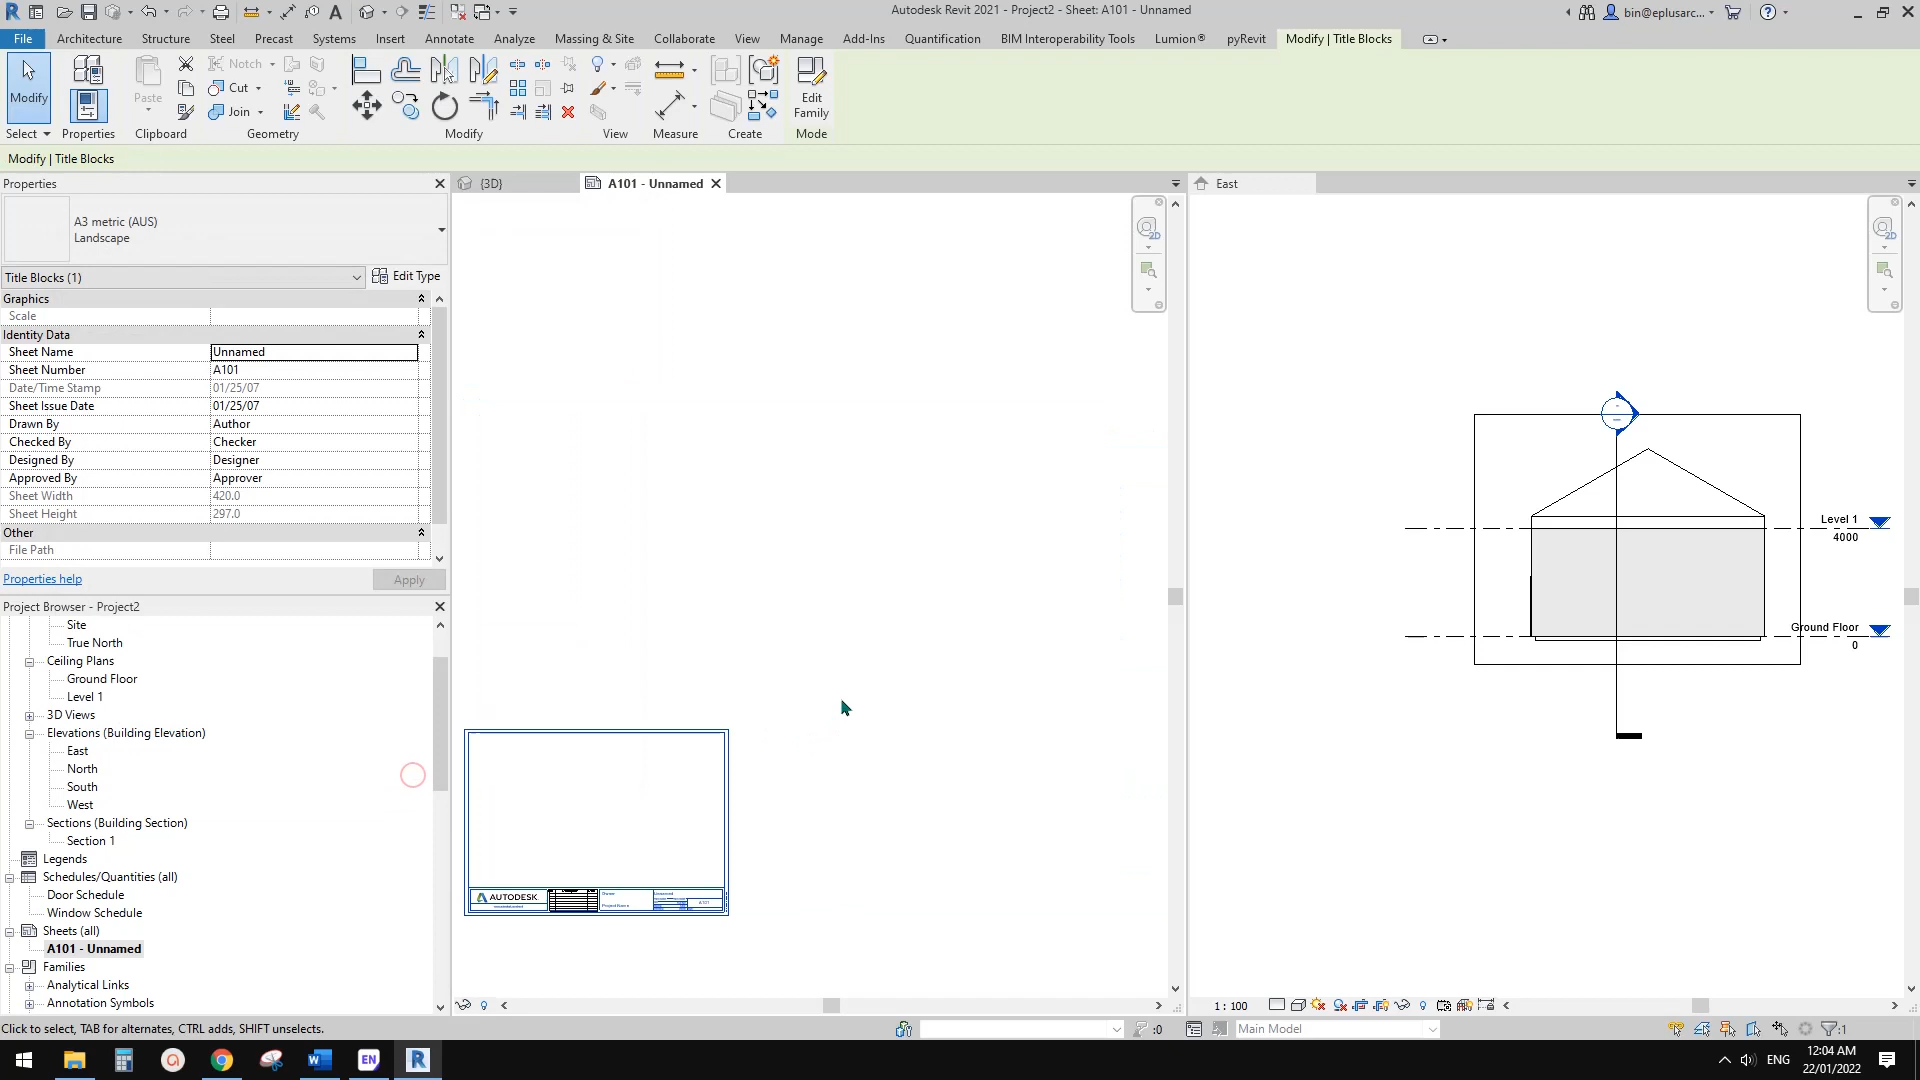 Autodesk Revit 2021 - Project2 - Sheet: A101 - Unnamed
bin@eplusarc...
File
Architecture
Structure
Steel
Precast
Systems
Insert
Annotate
Analyze
Massing & Site
Collaborate
View
Manage
Add-Ins
Quantification
BIM Interoperability Tools
Lumion®
pyRevit
Modify | Title Blocks
Modify
Paste
Notch
Cut
Join
Edit
Family
Select
Properties
Clipboard
Geometry
Modify
View
Measure
Create
Mode
Modify | Title Blocks
Properties
{3D}
A101 - Unnamed
East
A3 metric (AUS)
Landscape
Title Blocks (1)
Edit Type
Graphics
Scale
Identity Data
Sheet Name Unnamed
Sheet Number A101
Date/Time Stamp 01/25/07
Sheet Issue Date 01/25/07
Drawn By Author
Checked By Checker
Designed By Designer
Approved By Approver
Sheet Width 420.0
Sheet Height 297.0
Other
File Path
Properties help
Apply
Project Browser - Project2
Site
True North
Ceiling Plans
Ground Floor
Level 1
3D Views
Elevations (Building Elevation)
East
North
South
West
Sections (Building Section)
Section 1
Legends
Schedules/Quantities (all)
Door Schedule
Window Schedule
Sheets (all)
A101 - Unnamed
Families
Analytical Links
Annotation Symbols
2D
AUTODESK
Owner
Project Name
Unnamed
A101
2D
Level 1
4000
Ground Floor
0
1 : 100
Click to select, TAB for alternates, CTRL adds, SHIFT unselects.
:0
Main Model
:1
EN
ENG
12:04 AM
22/01/2022